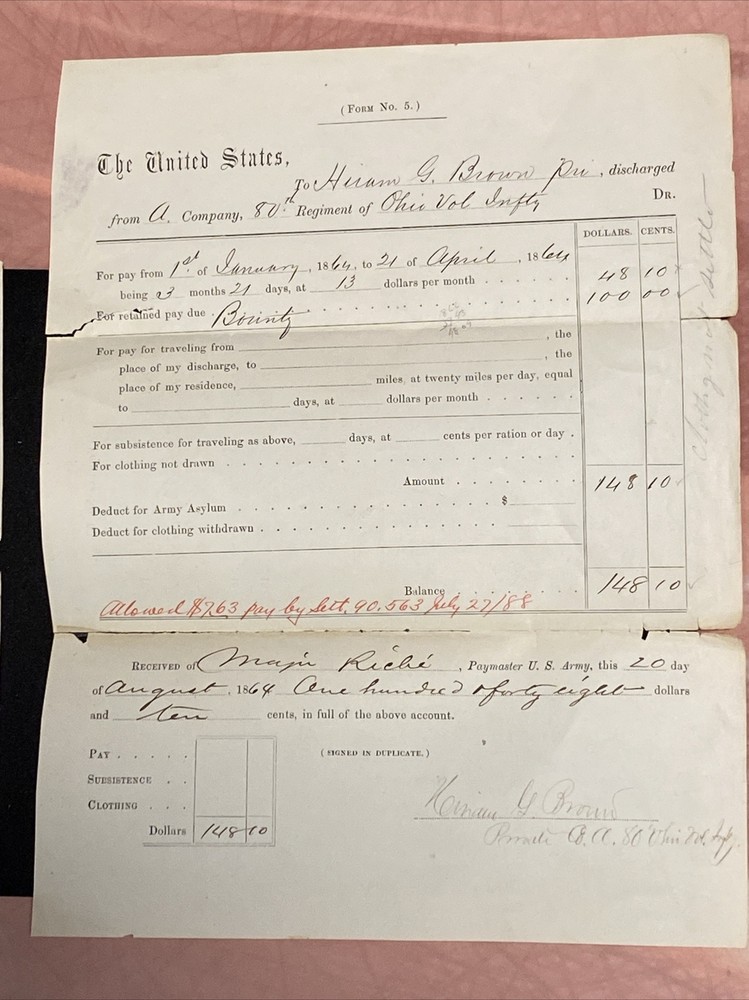 (Form No. 5.)
The United States,
To Hiram G. Brown Pri, discharged
from A. Company, 80th Regiment of Ohio Vol Infty Dr.
DOLLARS. CENTS.
For pay from 1st of January, 1864, to 21 of April, 1864
being 3 months 21 days, at 13 dollars per month . . . . . . . 48 10
For retained pay due . Bounty . . . . . . . 100 00
For pay for traveling from , the
place of my discharge, to , the
place of my residence, miles, at twenty miles per day, equal
to days, at dollars per month . . . . . .
For subsistence for traveling as above, days, at cents per ration or day .
For clothing not drawn . . . . . . . . . . . . . . . .
Amount . . . . . . . 148 10
Deduct for Army Asylum . . . . . . . . . . . . $
Deduct for clothing withdrawn . . . . . . . . . . . .
Balance . . . . . . . 148 10
Allowed $7.63 pay by Sett. 90.563 July 27/88
Received of Majr Riché, Paymaster U. S. Army, this 20 day
of August, 1864 One hundred & forty eight dollars
and ten cents, in full of the above account.
Pay . . . . .
(SIGNED IN DUPLICATE.)
Subsistence . .
Clothing . . .
Dollars 148 10
Hiram G. Brown
Private Co. A. 80 Ohio Vol. Infy.